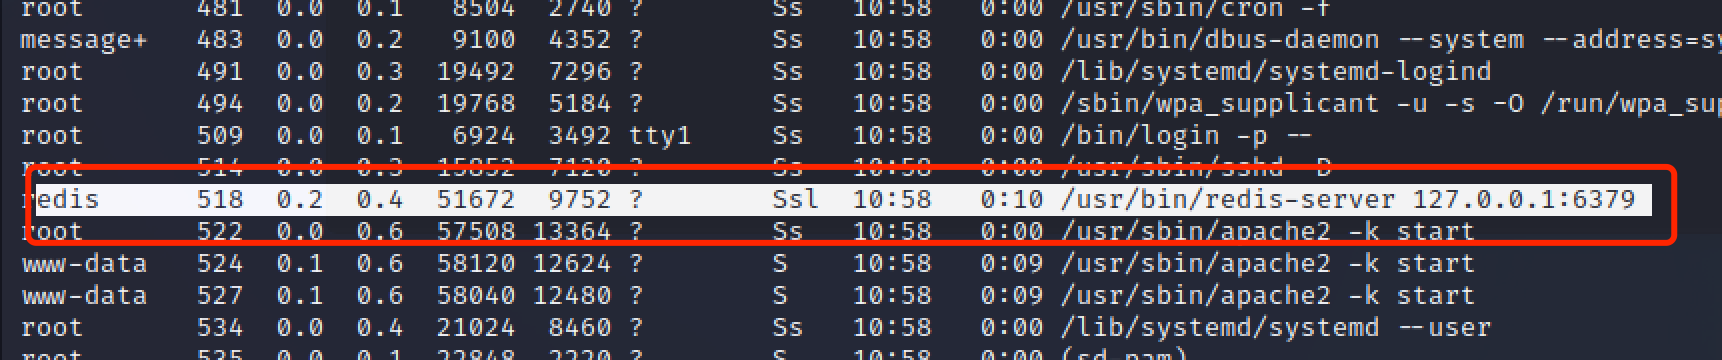 root 481 0.0 0.1 8504 2740 ? Ss 10:58 0:00 /usr/sbin/cron -f
message+ 483 0.0 0.2 9100 4352 ? Ss 10:58 0:00 /usr/bin/dbus-daemon --system --address=sy
root 491 0.0 0.3 19492 7296 ? Ss 10:58 0:00 /lib/systemd/systemd-logind
root 494 0.0 0.2 19768 5184 ? Ss 10:58 0:00 /sbin/wpa_supplicant -u -s -O /run/wpa_sup
root 509 0.0 0.1 6924 3492 tty1 Ss 10:58 0:00 /bin/login -p --
root 514 0.0 0.3 15852 7120 ? Ss 10:58 0:00 /usr/sbin/sshd -D
redis 518 0.2 0.4 51672 9752 ? Ssl 10:58 0:10 /usr/bin/redis-server 127.0.0.1:6379
root 522 0.0 0.6 57508 13364 ? Ss 10:58 0:00 /usr/sbin/apache2 -k start
www-data 524 0.1 0.6 58120 12624 ? S 10:58 0:09 /usr/sbin/apache2 -k start
www-data 527 0.1 0.6 58040 12480 ? S 10:58 0:09 /usr/sbin/apache2 -k start
root 534 0.0 0.4 21024 8460 ? Ss 10:58 0:00 /lib/systemd/systemd --user
root 535 0.0 0.1 22848 2220 ? S 10:58 0:00 (sd-pam)